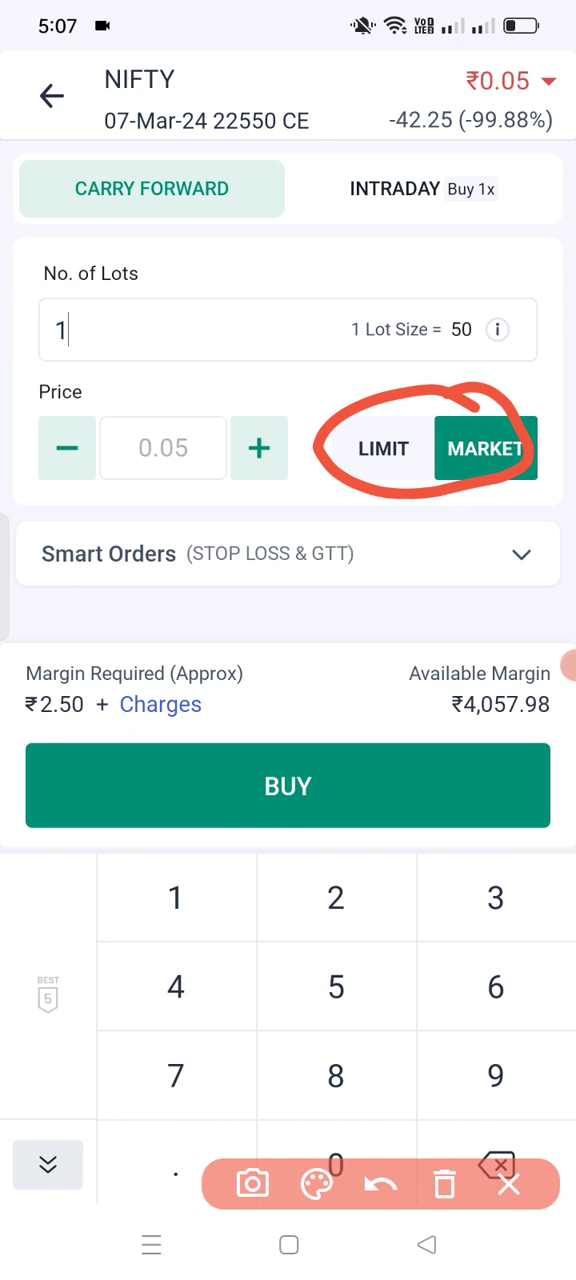 5:07 VoD LTE2
NIFTY ₹0.05
07-Mar-24 22550 CE -42.25 (-99.88%)
CARRY FORWARD INTRADAY Buy 1x
No. of Lots
1 1 Lot Size = 50 i
Price
− 0.05 + LIMIT MARKET
Smart Orders (STOP LOSS & GTT)
Margin Required (Approx) Available Margin
₹2.50 + Charges ₹4,057.98
BUY
1 2 3
BEST
5
4 5 6
7 8 9
. 0